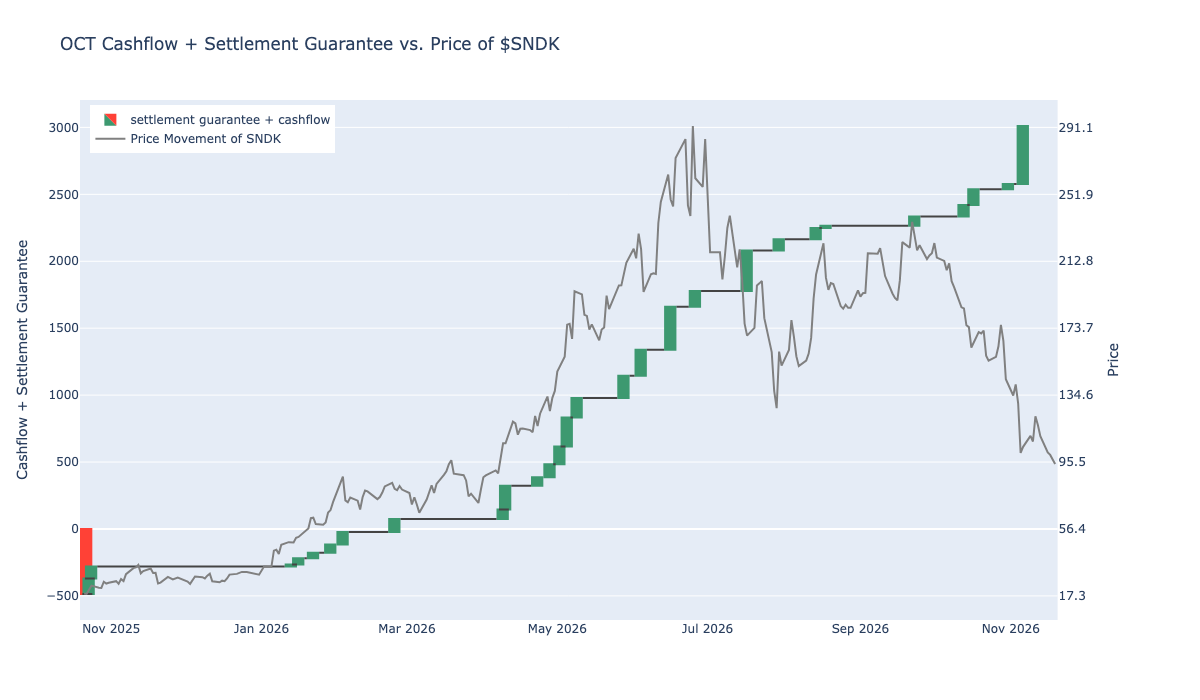 OCT Cashflow + Settlement Guarantee vs. Price of $SNDK
settlement guarantee + cashflow
Price Movement of SNDK
3000
2500
2000
1500
1000
500
0
−500
Cashflow + Settlement Guarantee
291.1
251.9
212.8
173.7
134.6
95.5
56.4
17.3
Price
Nov 2025 Jan 2026 Mar 2026 May 2026 Jul 2026 Sep 2026 Nov 2026